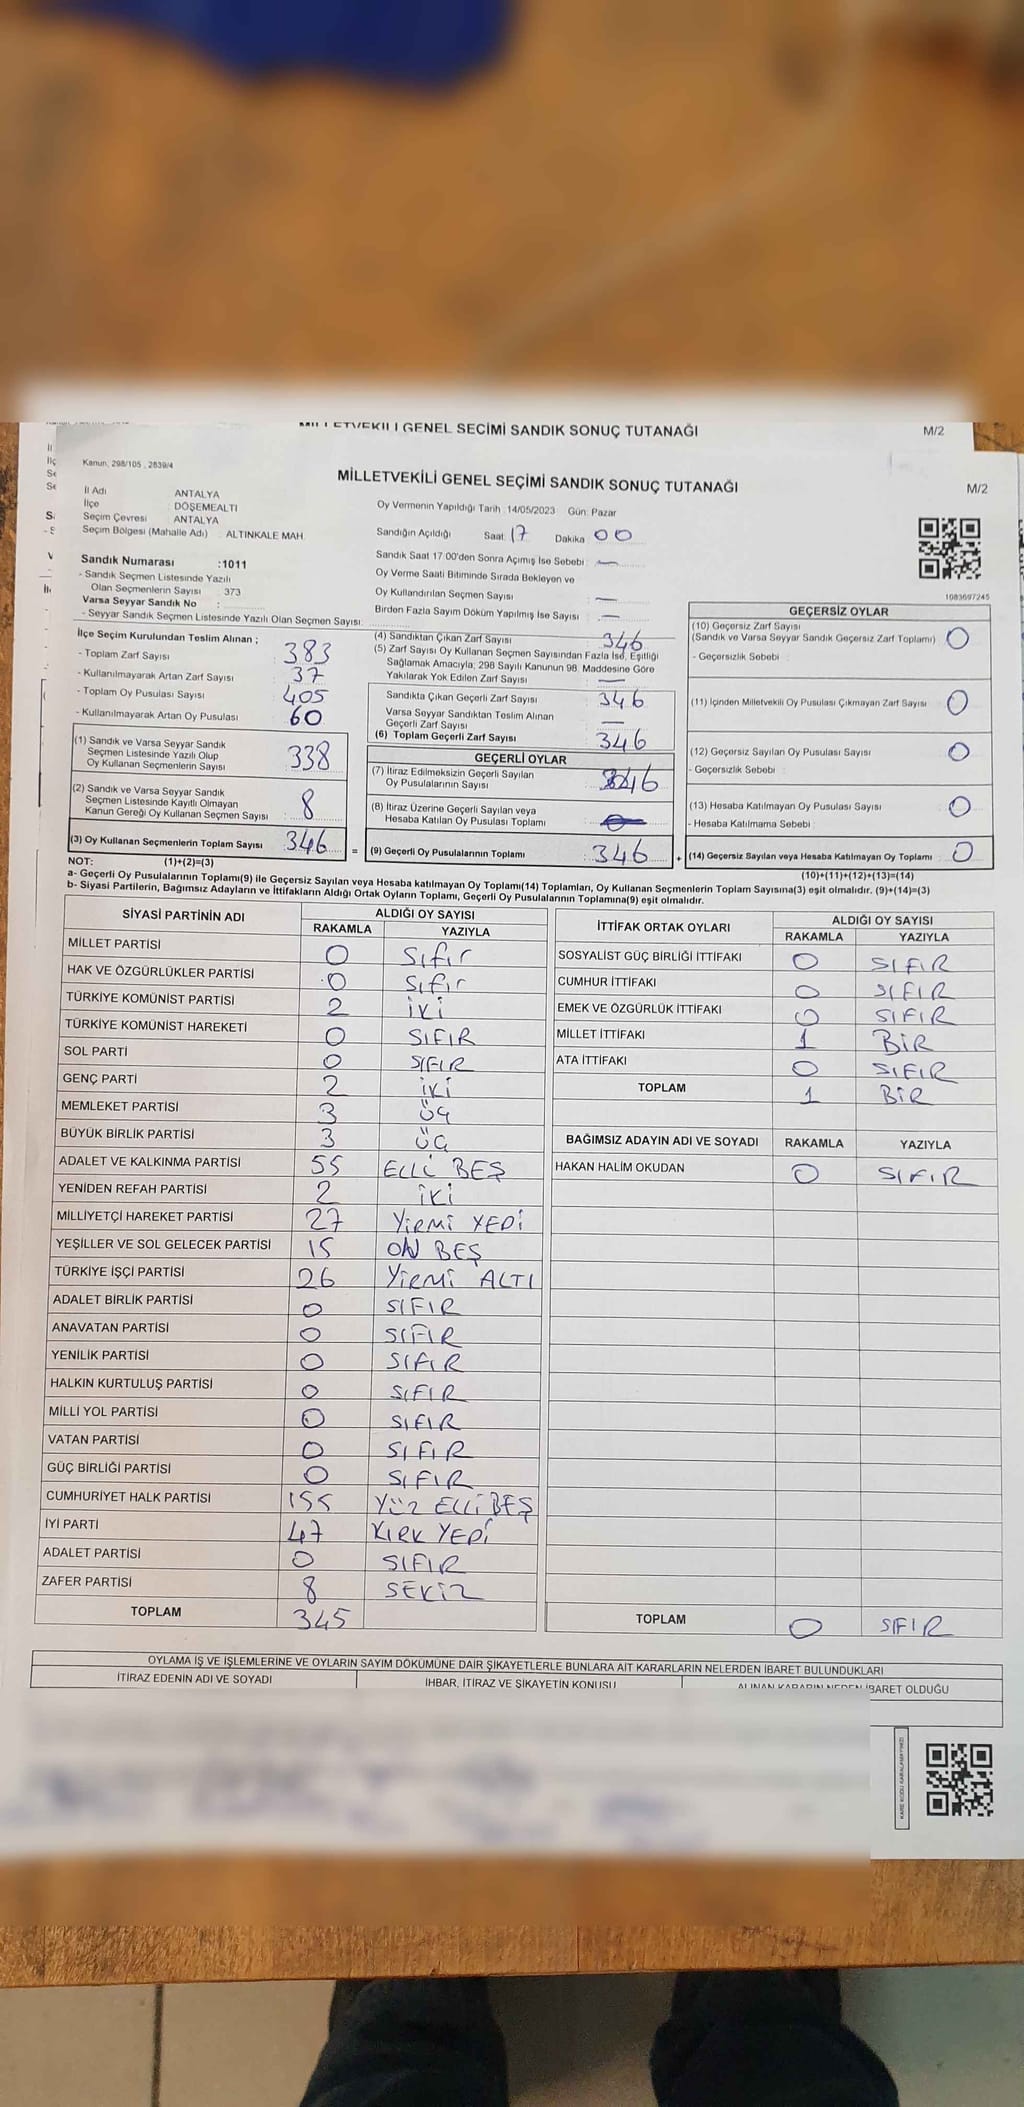 GENEL SECİMİ SANDIK SONUÇ TUTANAĞI
M/2
Kanun, 298/105 , 2839/4
MİLLETVEKİLİ GENEL SEÇİMİ SANDIK SONUÇ TUTANAĞI
M/2
İl Adı ANTALYA
İlçe : DÖŞEMEALTI
Seçim Çevresi ANTALYA
Seçim Bölgesi (Mahalle Adı) : ALTINKALE MAH.
Oy Vermenin Yapıldığı Tarih :14/05/2023 Gün: Pazar
Sandığın Açıldığı Saat: 17 Dakika 00
Sandık Saat 17:00'den Sonra Açımış İse Sebebi : —
Oy Verme Saati Bitiminde Sırada Bekleyen ve
Oy Kullandırılan Seçmen Sayısı —
Birden Fazla Sayım Döküm Yapılmış İse Sayısı : —
Sandık Numarası :1011
- Sandık Seçmen Listesinde Yazılı
Olan Seçmenlerin Sayısı : 373
Varsa Seyyar Sandık No :
- Seyyar Sandık Seçmen Listesinde Yazılı Olan Seçmen Sayısı:
1083697245
İlçe Seçim Kurulundan Teslim Alınan ;
- Toplam Zarf Sayısı 383
- Kullanılmayarak Artan Zarf Sayısı 37
- Toplam Oy Pusulası Sayısı 405
- Kullanılmayarak Artan Oy Pusulası 60
(1) Sandık ve Varsa Seyyar Sandık
Seçmen Listesinde Yazılı Olup
Oy Kullanan Seçmenlerin Sayısı 338
(2) Sandık ve Varsa Seyyar Sandık
Seçmen Listesinde Kayıtlı Olmayan
Kanun Gereği Oy Kullanan Seçmen Sayısı : 8
(3) Oy Kullanan Seçmenlerin Toplam Sayısı : 346
(4) Sandıktan Çıkan Zarf Sayısı 346
(5) Zarf Sayısı Oy Kullanan Seçmen Sayısından Fazla İse, Eşitliği
Sağlamak Amacıyla; 298 Sayılı Kanunun 98. Maddesine Göre
Yakılarak Yok Edilen Zarf Sayısı —
Sandıkta Çıkan Geçerli Zarf Sayısı : 346
Varsa Seyyar Sandıktan Teslim Alınan
Geçerli Zarf Sayısı —
(6) Toplam Geçerli Zarf Sayısı : 346
GEÇERLİ OYLAR
(7) İtiraz Edilmeksizin Geçerli Sayılan
Oy Pusulalarının Sayısı : 346
(8) İtiraz Üzerine Geçerli Sayılan veya
Hesaba Katılan Oy Pusulası Toplamı
= (9) Geçerli Oy Pusulalarının Toplamı : 346
GEÇERSİZ OYLAR
(10) Geçersiz Zarf Sayısı
(Sandık ve Varsa Seyyar Sandık Geçersiz Zarf Toplamı) : 0
- Geçersizlik Sebebi :
(11) İçinden Milletvekili Oy Pusulası Çıkmayan Zarf Sayısı : 0
(12) Geçersiz Sayılan Oy Pusulası Sayısı : 0
- Geçersizlik Sebebi :
(13) Hesaba Katılmayan Oy Pusulası Sayısı : 0
- Hesaba Katılmama Sebebi :
+ (14) Geçersiz Sayılan veya Hesaba Katılmayan Oy Toplamı : 0
NOT: (1)+(2)=(3) (10)+(11)+(12)+(13)=(14)
a- Geçerli Oy Pusulalarının Toplamı(9) ile Geçersiz Sayılan veya Hesaba katılmayan Oy Toplamı(14) Toplamları, Oy Kullanan Seçmenlerin Toplam Sayısına(3) eşit olmalıdır. (9)+(14)=(3)
b- Siyasi Partilerin, Bağımsız Adayların ve İttifakların Aldığı Ortak Oyların Toplamı, Geçerli Oy Pusulalarının Toplamına(9) eşit olmalıdır.
SİYASİ PARTİNİN ADI ALDIĞI OY SAYISI
RAKAMLA YAZIYLA
MİLLET PARTİSİ 0 Sıfır
HAK VE ÖZGÜRLÜKLER PARTİSİ 0 Sıfır
TÜRKİYE KOMÜNİST PARTİSİ 2 iki
TÜRKİYE KOMÜNİST HAREKETİ 0 SIFIR
SOL PARTİ 0 SIFIR
GENÇ PARTİ 2 iki
MEMLEKET PARTİSİ 3 üç
BÜYÜK BİRLİK PARTİSİ 3 üç
ADALET VE KALKINMA PARTİSİ 55 ELLİ BEŞ
YENİDEN REFAH PARTİSİ 2 iki
MİLLİYETÇİ HAREKET PARTİSİ 27 YİRMİ YEDİ
YEŞİLLER VE SOL GELECEK PARTİSİ 15 ON BEŞ
TÜRKİYE İŞÇİ PARTİSİ 26 YİRMİ ALTI
ADALET BİRLİK PARTİSİ 0 SIFIR
ANAVATAN PARTİSİ 0 SIFIR
YENİLİK PARTİSİ 0 SIFIR
HALKIN KURTULUŞ PARTİSİ 0 SIFIR
MİLLİ YOL PARTİSİ 0 SIFIR
VATAN PARTİSİ 0 SIFIR
GÜÇ BİRLİĞİ PARTİSİ 0 SIFIR
CUMHURİYET HALK PARTİSİ 155 YÜZ ELLİ BEŞ
İYİ PARTİ 47 KIRK YEDİ
ADALET PARTİSİ 0 SIFIR
ZAFER PARTİSİ 8 SEKİZ
TOPLAM 345
İTTİFAK ORTAK OYLARI ALDIĞI OY SAYISI
RAKAMLA YAZIYLA
SOSYALİST GÜÇ BİRLİĞİ İTTİFAKI 0 SIFIR
CUMHUR İTTİFAKI 0 SIFIR
EMEK VE ÖZGÜRLÜK İTTİFAKI 0 SIFIR
MİLLET İTTİFAKI 1 BİR
ATA İTTİFAKI 0 SIFIR
TOPLAM 1 BİR
BAĞIMSIZ ADAYIN ADI VE SOYADI RAKAMLA YAZIYLA
HAKAN HALİM OKUDAN 0 SIFIR
TOPLAM 0 SIFIR
OYLAMA İŞ VE İŞLEMLERİNE VE OYLARIN SAYIM DÖKÜMÜNE DAİR ŞİKAYETLERLE BUNLARA AİT KARARLARIN NELERDEN İBARET BULUNDUKLARI
İTİRAZ EDENİN ADI VE SOYADI İHBAR, İTİRAZ VE ŞİKAYETİN KONUSU ALINAN KARARIN NEDEN İBARET OLDUĞU
KARE KODU KARALAMAYINIZ!